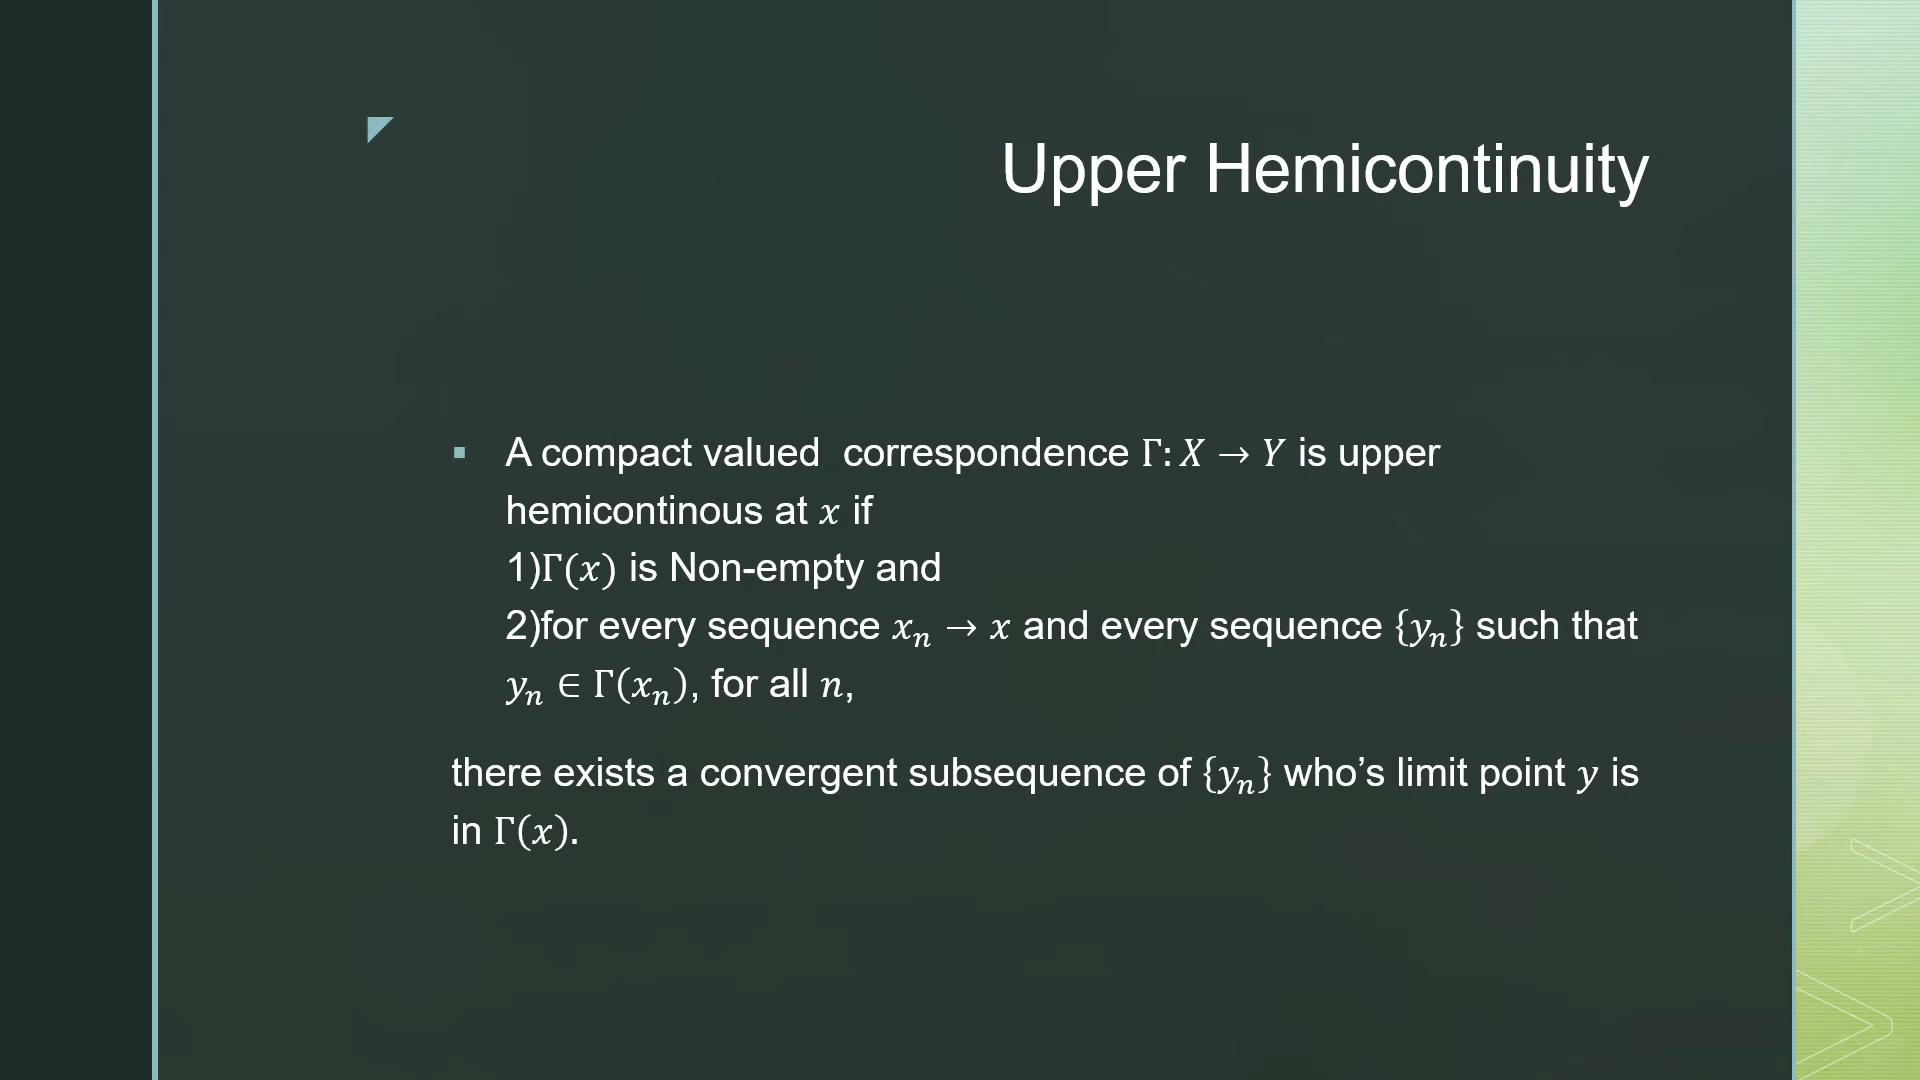 Upper Hemicontinuity
▪ A compact valued  correspondence Γ: X → Y is upper
hemicontinous at x if
1)Γ(x) is Non-empty and
2)for every sequence xₙ → x and every sequence {yₙ} such that
yₙ ∈ Γ(xₙ), for all n,
there exists a convergent subsequence of {yₙ} who’s limit point y is
in Γ(x).